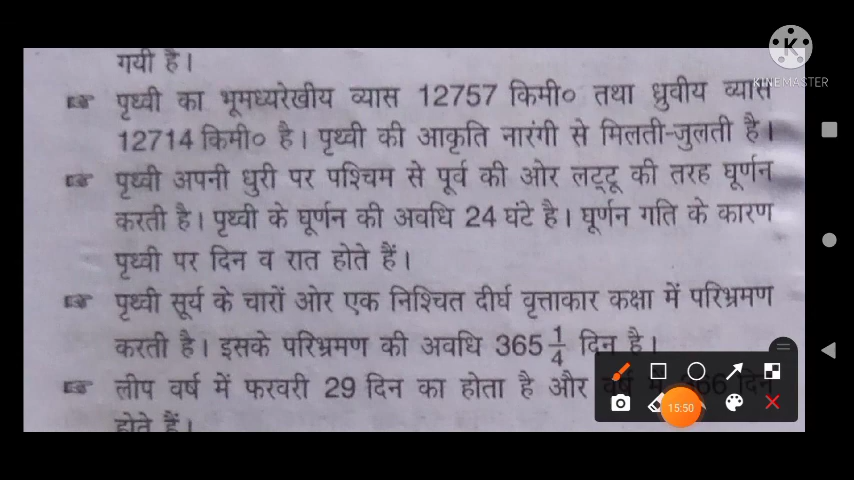 गयी है।
KINEMASTER
☞ पृथ्वी का भूमध्यरेखीय व्यास 12757 किमी० तथा ध्रुवीय व्यास
12714 किमी० है। पृथ्वी की आकृति नारंगी से मिलती-जुलती है।
☞ पृथ्वी अपनी धुरी पर पश्चिम से पूर्व की ओर लट्टू की तरह घूर्णन
करती है। पृथ्वी के घूर्णन की अवधि 24 घंटे है। घूर्णन गति के कारण
पृथ्वी पर दिन व रात होते हैं।
☞ पृथ्वी सूर्य के चारों ओर एक निश्चित दीर्घ वृत्ताकार कक्षा में परिभ्रमण
करती है। इसके परिभ्रमण की अवधि 365 1/4 दिन है।
☞ लीप वर्ष में फरवरी 29 दिन का होता है और वर्ष में 366 दिन
होते हैं।
15:50